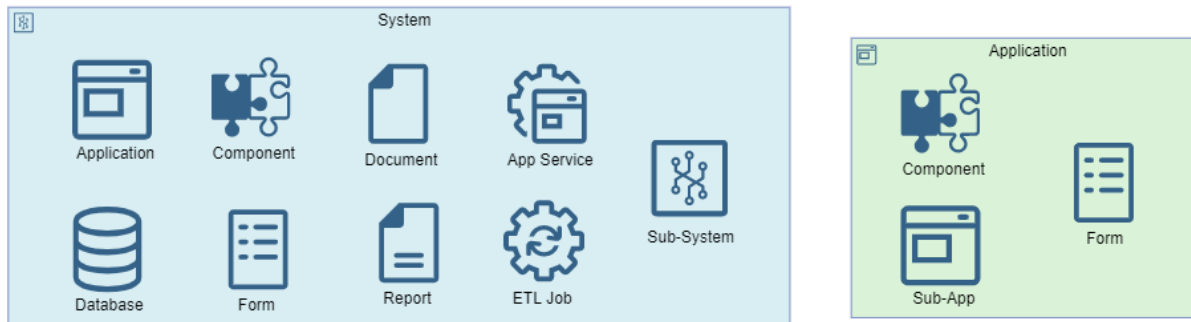 System
Application
Component
Document
App Service
Sub-System
Database
Form
Report
ETL Job
Application
Component
Form
Sub-App